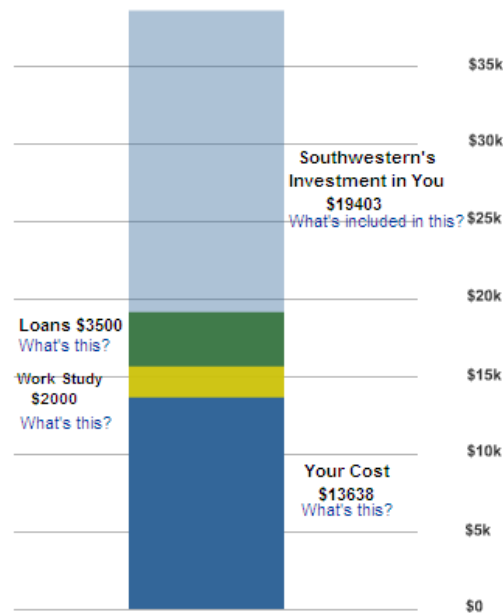 $35k
$30k
Southwestern's
Investment in You
$19403
What's included in this?
$25k
$20k
Loans $3500
What's this?
$15k
Work Study
$2000
What's this?
$10k
Your Cost
$13638
What's this?
$5k
$0